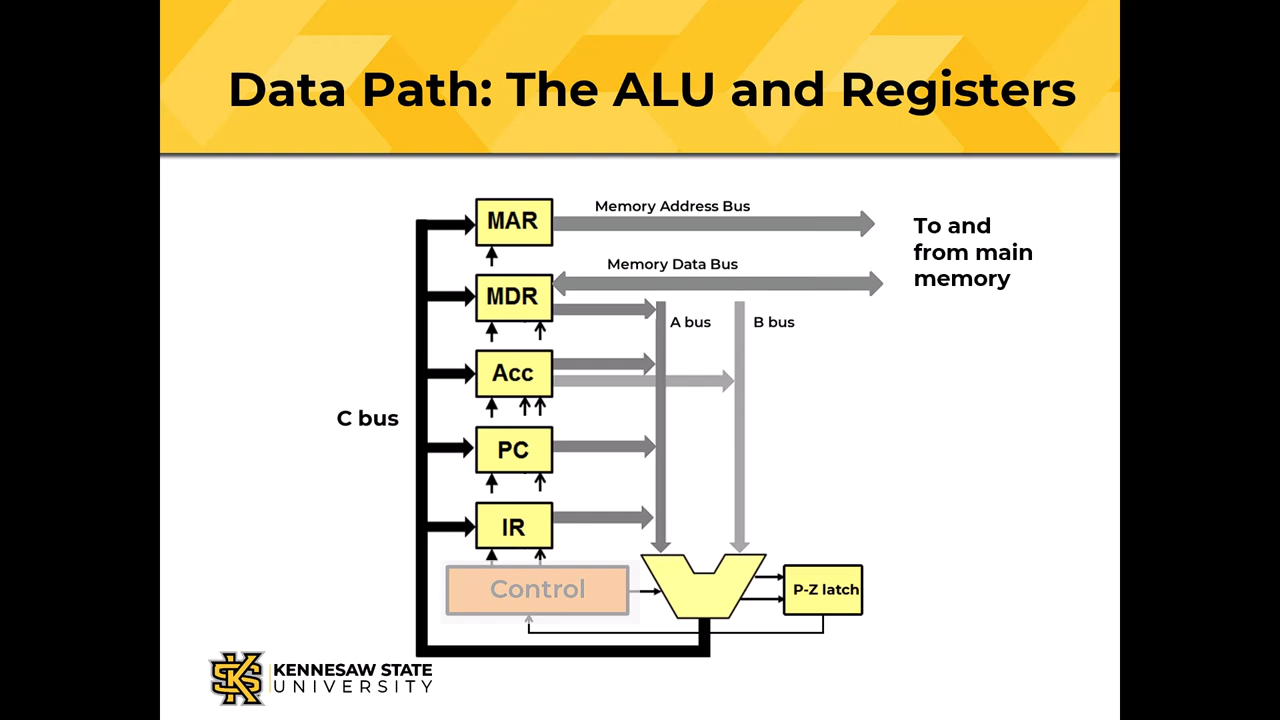 Data Path: The ALU and Registers
MAR
Memory Address Bus
To and
from main
memory
Memory Data Bus
MDR
A bus
B bus
Acc
C bus
PC
IR
Control
P-Z latch
KENNESAW STATE
UNIVERSITY